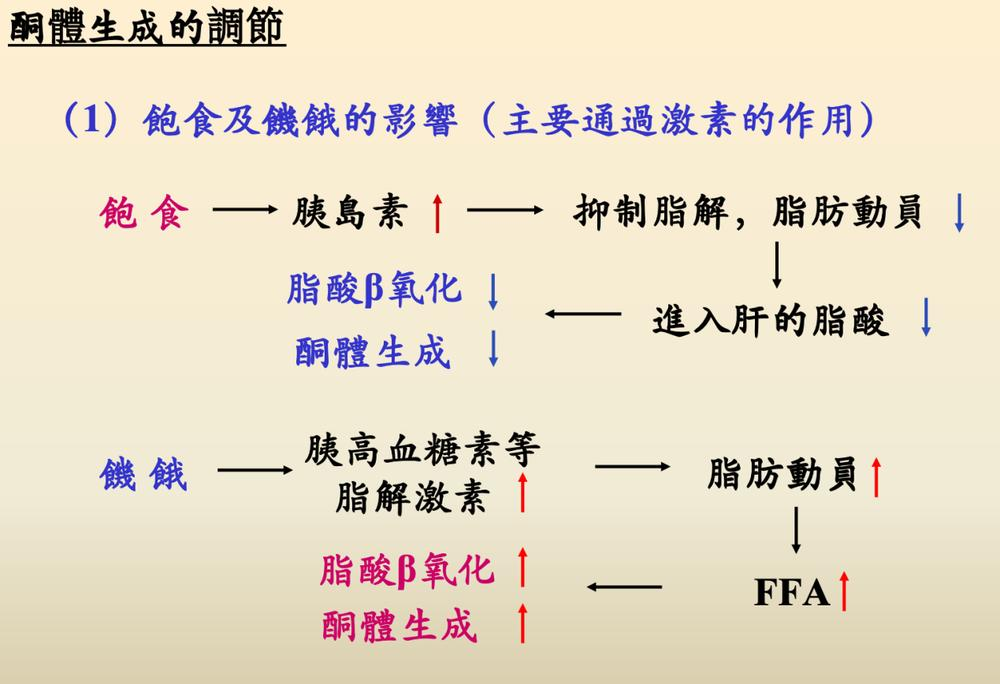 酮體生成的調節
（1）飽食及饑餓的影響（主要通過激素的作用）
飽食 → 胰島素 ↑ → 抑制脂解，脂肪動員 ↓
↓
脂酸β氧化 ↓
← 進入肝的脂酸 ↓
酮體生成 ↓
胰高血糖素等
饑餓 → → 脂肪動員 ↑
脂解激素 ↑
↓
脂酸β氧化 ↑
← FFA ↑
酮體生成 ↑